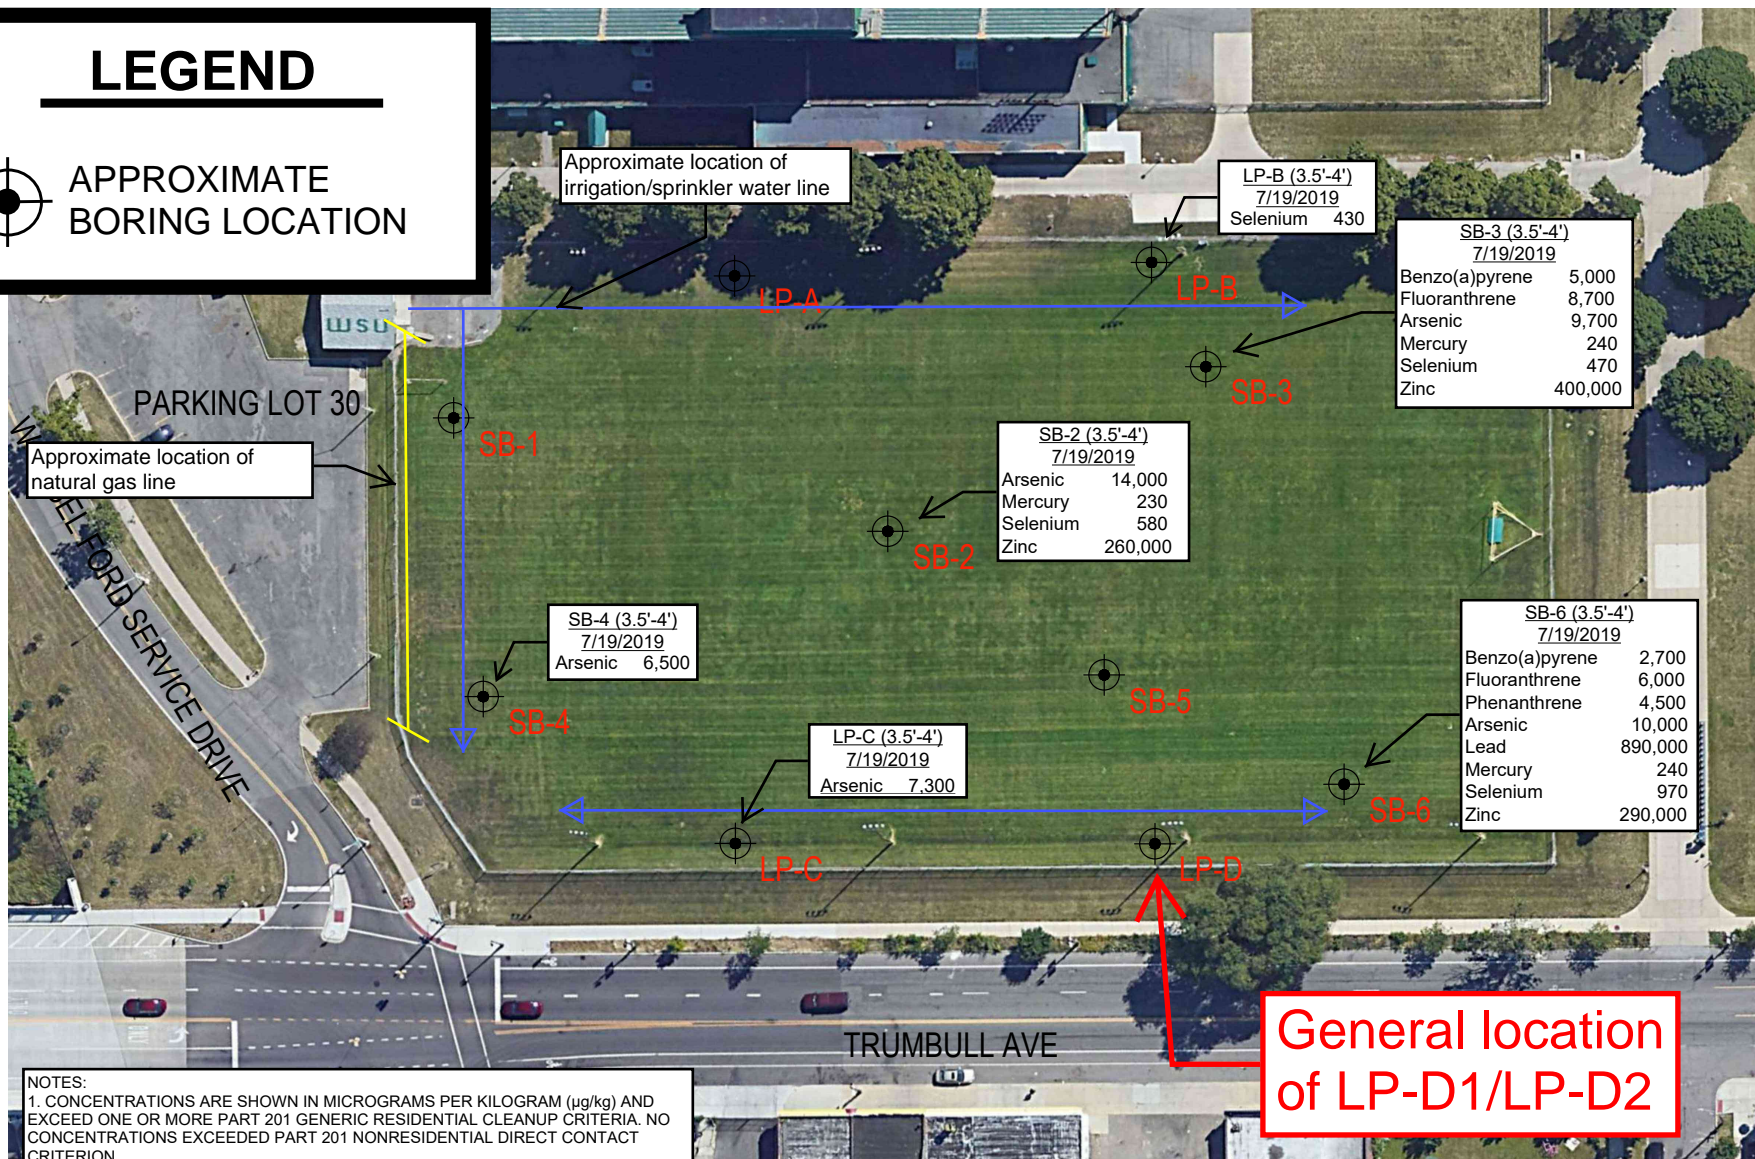 LEGEND
APPROXIMATE
BORING LOCATION
Approximate location of
irrigation/sprinkler water line
LP-B (3.5'-4')
7/19/2019
Selenium 430
SB-3 (3.5'-4')
7/19/2019
Benzo(a)pyrene 5,000
Fluoranthrene 8,700
Arsenic 9,700
Mercury 240
Selenium 470
Zinc 400,000
LP-A
LP-B
WSU
SB-3
PARKING LOT 30
SB-1
Approximate location of
natural gas line
SB-2 (3.5'-4')
7/19/2019
Arsenic 14,000
Mercury 230
Selenium 580
Zinc 260,000
SB-2
FORD SERVICE DRIVE
SB-4 (3.5'-4')
7/19/2019
Arsenic 6,500
SB-4
SB-5
SB-6 (3.5'-4')
7/19/2019
Benzo(a)pyrene 2,700
Fluoranthrene 6,000
Phenanthrene 4,500
Arsenic 10,000
Lead 890,000
Mercury 240
Selenium 970
Zinc 290,000
LP-C (3.5'-4')
7/19/2019
Arsenic 7,300
SB-6
LP-C
LP-D
General location
of LP-D1/LP-D2
TRUMBULL AVE
ONLY
NOTES:
1. CONCENTRATIONS ARE SHOWN IN MICROGRAMS PER KILOGRAM (µg/kg) AND
EXCEED ONE OR MORE PART 201 GENERIC RESIDENTIAL CLEANUP CRITERIA. NO
CONCENTRATIONS EXCEEDED PART 201 NONRESIDENTIAL DIRECT CONTACT
CRITERION